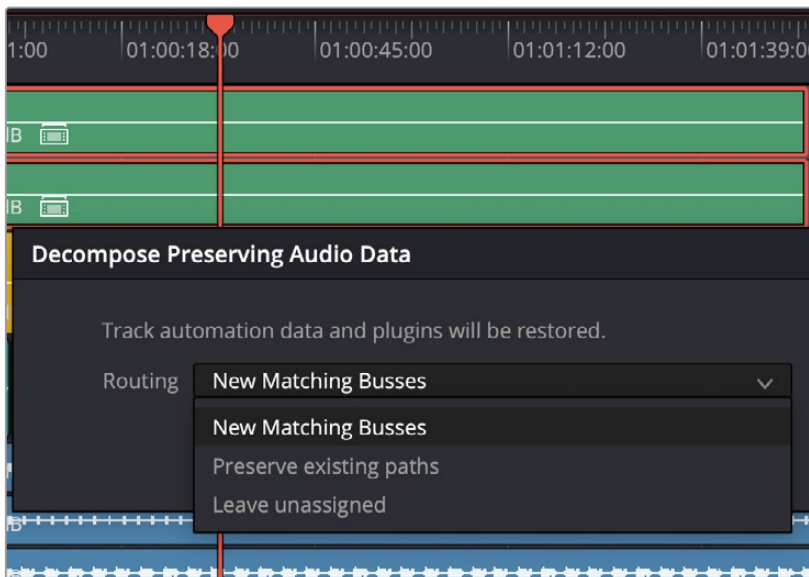 1:00 01:00:18:00 01:00:45:00 01:01:12:00 01:01:39:0
IB
IB
Decompose Preserving Audio Data
Track automation data and plugins will be restored.
Routing New Matching Busses
New Matching Busses
Preserve existing paths
Leave unassigned